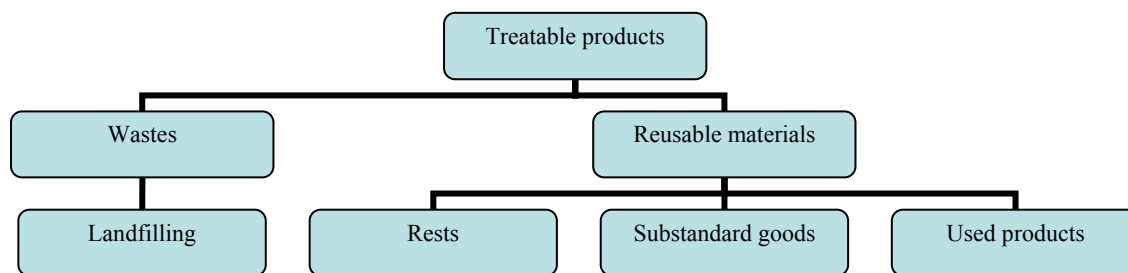 Treatable products
Wastes
Reusable materials
Landfilling
Rests
Substandard goods
Used products